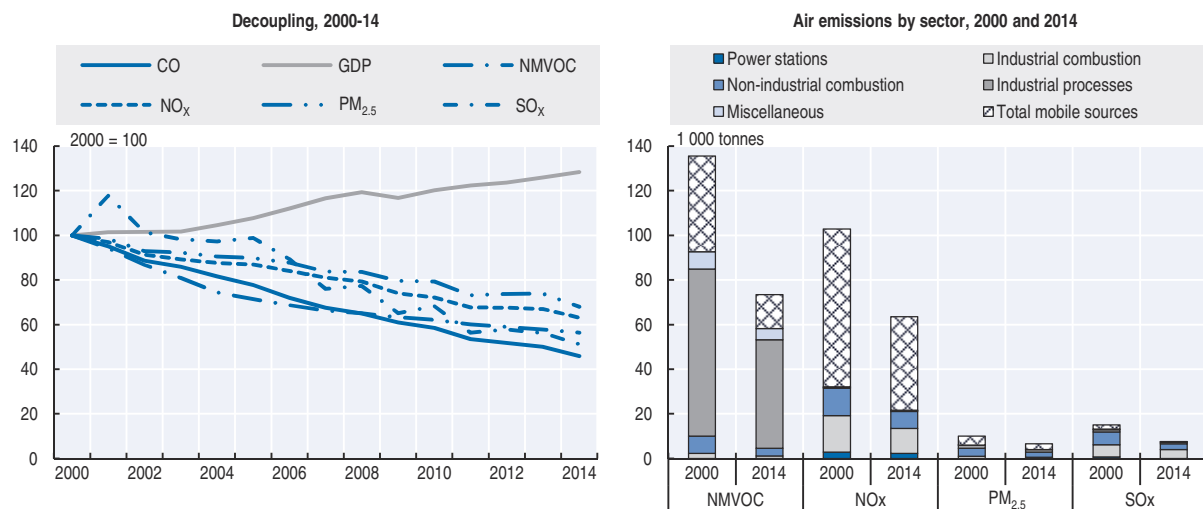 Decoupling, 2000-14
CO GDP NMVOC
NOX PM2.5 SOX
2000 = 100
140
120
100
80
60
40
20
0
2000 2002 2004 2006 2008 2010 2012 2014
Air emissions by sector, 2000 and 2014
Power stations Industrial combustion
Non-industrial combustion Industrial processes
Miscellaneous Total mobile sources
1 000 tonnes
140
120
100
80
60
40
20
0
2000 2014 2000 2014 2000 2014 2000 2014
NMVOC NOx PM2.5 SOx